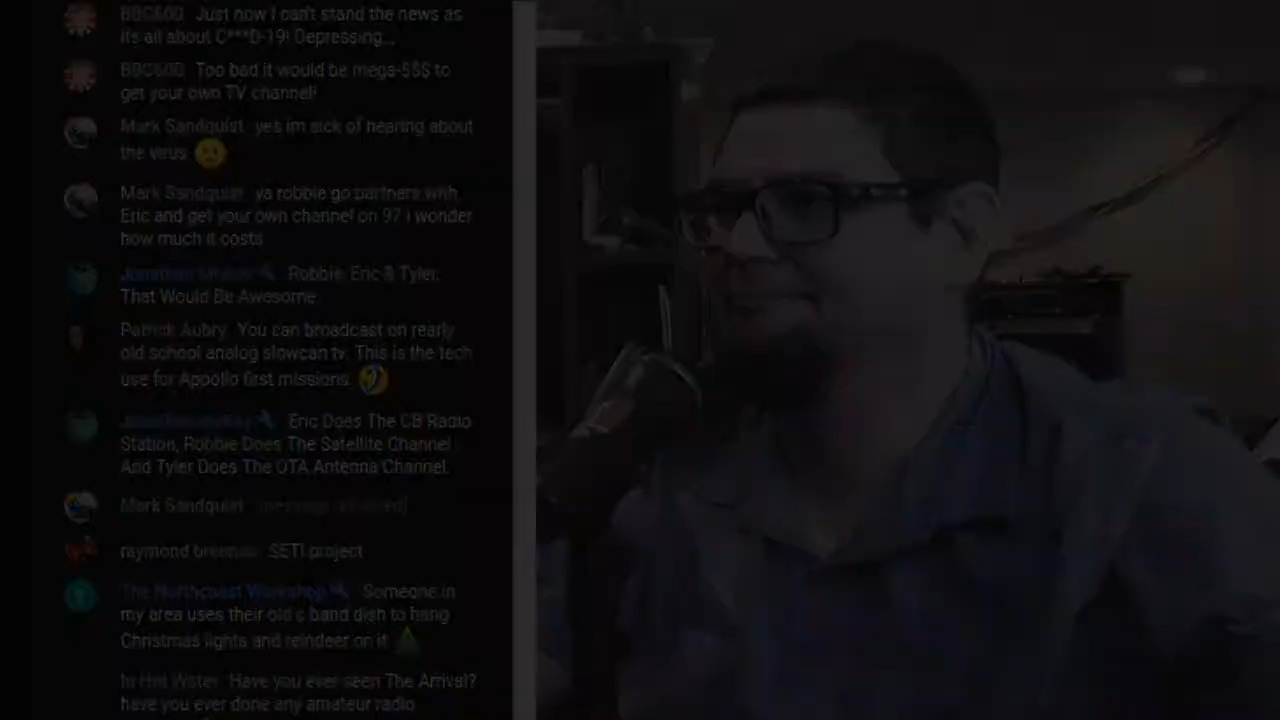 BBC600 Just now I can't stand the news as
its all about C***D-19! Depressing...
BBC600 Too bad it would be mega-$$$ to
get your own TV channel!
Mark Sandquist yes im sick of hearing about
the virus
Mark Sandquist ya robbie go partners with
Eric and get your own channel on 97 i wonder
how much it costs
Robbie, Eric & Tyler,
That Would Be Awesome.
Patrick Aubry You can broadcast on really
old school analog slowcan tv. This is the tech
use for Appollo first missions.
Eric Does The CB Radio
Station, Robbie Does The Satellite Channel
And Tyler Does The OTA Antenna Channel.
Mark Sandquist [message retracted]
raymond brennan SETI project
The Northcoast Workshop Someone in
my area uses their old c band dish to hang
Christmas lights and reindeer on it
In Hot Water Have you ever seen The Arrival?
have you ever done any amateur radio